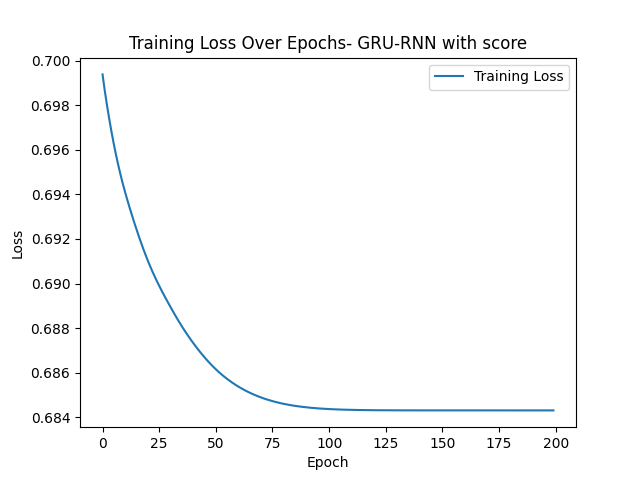 Training Loss Over Epochs- GRU-RNN with score
Training Loss
0.700
0.698
0.696
0.694
0.692
0.690
0.688
0.686
0.684
Loss
0 25 50 75 100 125 150 175 200
Epoch